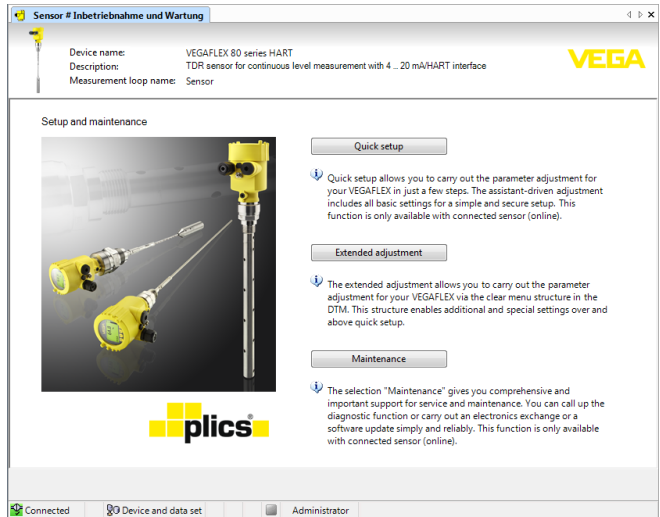 Sensor # Inbetriebnahme und Wartung
Device name: VEGAFLEX 80 series HART
Description: TDR sensor for continuous level measurement with 4 .. 20 mA/HART interface
Measurement loop name: Sensor
VEGA
Setup and maintenance
Quick setup
Quick setup allows you to carry out the parameter adjustment for
your VEGAFLEX in just a few steps. The assistant-driven adjustment
includes all basic settings for a simple and secure setup. This
function is only available with connected sensor (online).
Extended adjustment
The extended adjustment allows you to carry out the parameter
adjustment for your VEGAFLEX via the clear menu structure in the
DTM. This structure enables additional and special settings over and
above quick setup.
Maintenance
The selection "Maintenance" gives you comprehensive and
important support for service and maintenance. You can call up the
diagnostic function or carry out an electronics exchange or a
software update simply and reliably. This function is only available
with connected sensor (online).
plics®
Connected Device and data set Administrator